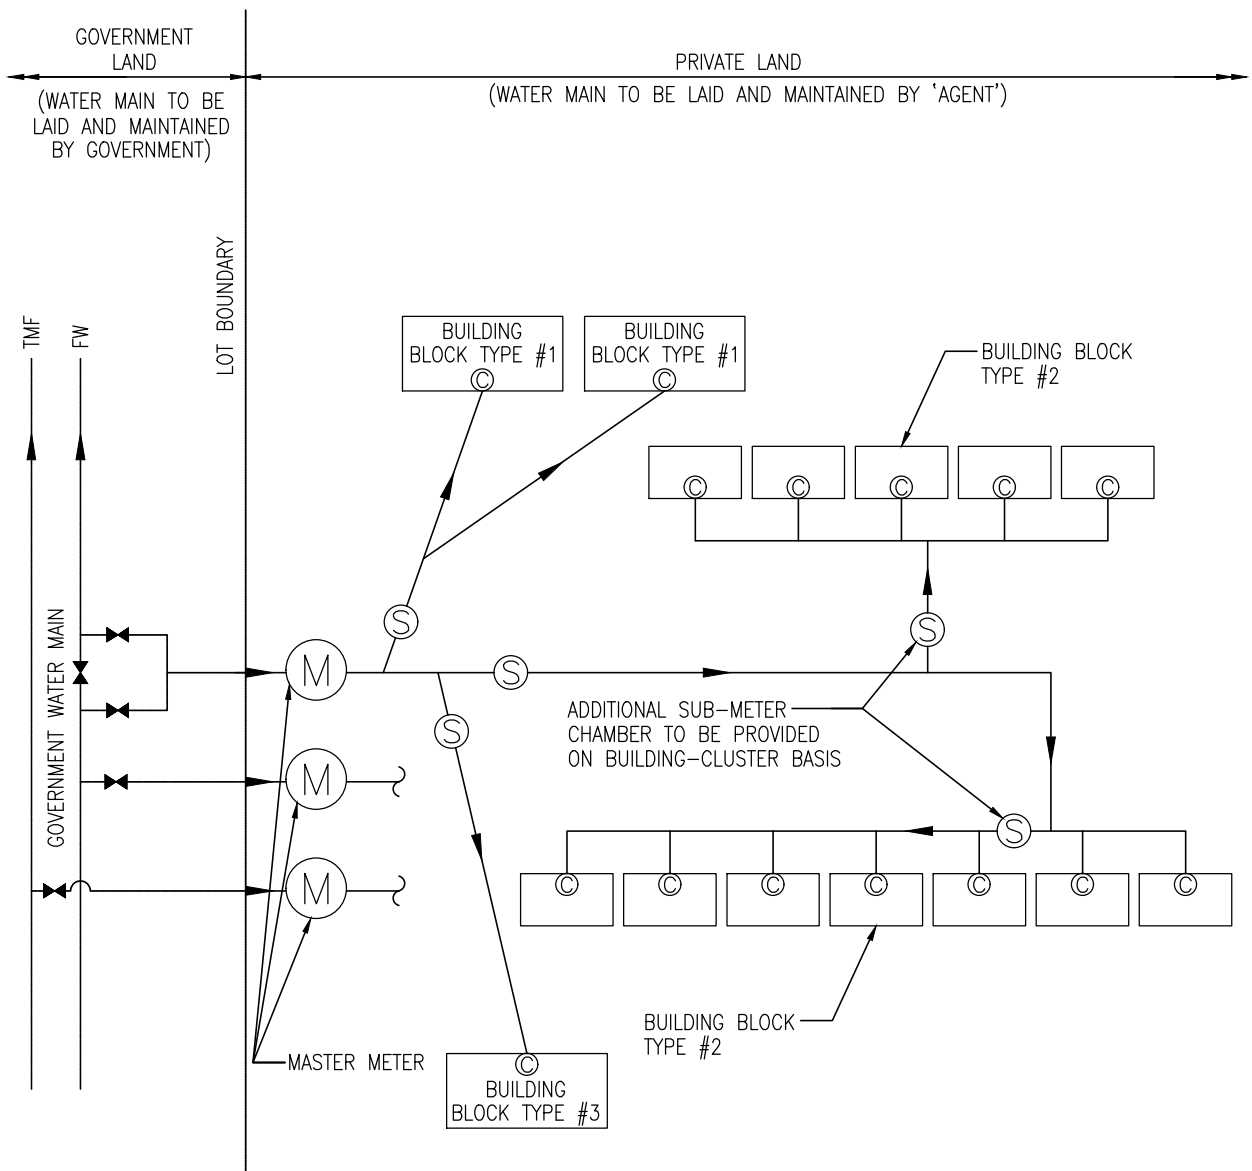 GOVERNMENT
LAND
(WATER MAIN TO BE
LAID AND MAINTAINED
BY GOVERNMENT)
PRIVATE LAND
(WATER MAIN TO BE LAID AND MAINTAINED BY 'AGENT')
LOT BOUNDARY
TMF
FW
GOVERNMENT WATER MAIN
BUILDING
BLOCK TYPE #1
C
BUILDING
BLOCK TYPE #1
C
BUILDING BLOCK
TYPE #2
C
C
C
C
C
S
S
S
S
M
M
M
ADDITIONAL SUB-METER
CHAMBER TO BE PROVIDED
ON BUILDING-CLUSTER BASIS
S
C
C
C
C
C
C
C
BUILDING BLOCK
TYPE #2
MASTER METER
C
BUILDING
BLOCK TYPE #3